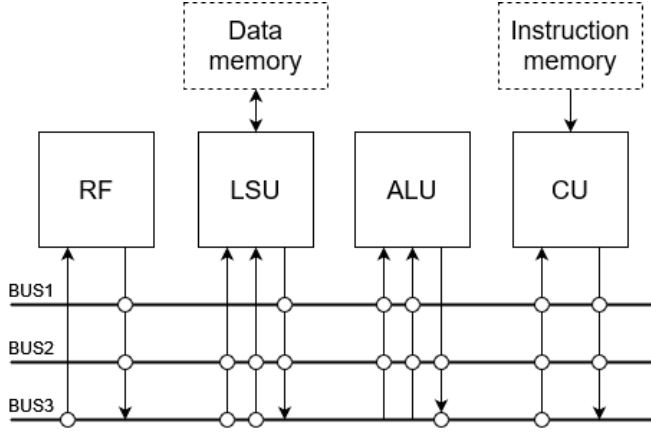 Data
memory
Instruction
memory
RF
LSU
ALU
CU
BUS1
BUS2
BUS3